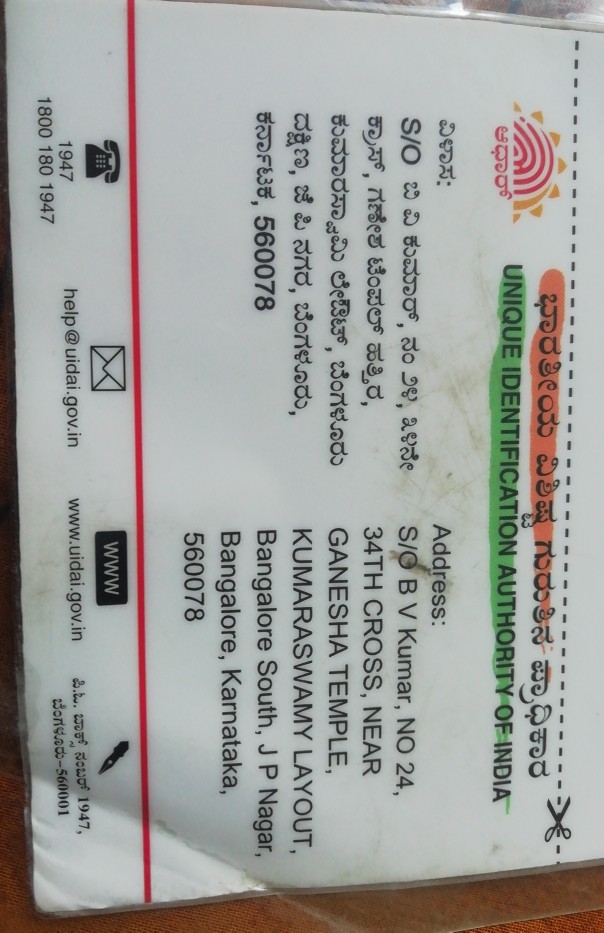 ಭಾರತೀಯ ವಿಶಿಷ್ಟ ಗುರುತಿನ ಪ್ರಾಧಿಕಾರ
UNIQUE IDENTIFICATION AUTHORITY OF INDIA
ಆಧಾರ್
ವಿಳಾಸ:
S/O ಬಿ ವಿ ಕುಮಾರ್, ನಂ ೨೪, ೩೪ನೇ
ಕ್ರಾಸ್, ಗಣೇಶ ಟೆಂಪಲ್ ಹತ್ತಿರ,
ಕುಮಾರಸ್ವಾಮಿ ಲೇಔಟ್, ಬೆಂಗಳೂರು
ದಕ್ಷಿಣ, ಜೆ ಪಿ ನಗರ, ಬೆಂಗಳೂರು,
ಕರ್ನಾಟಕ, 560078
Address:
S/O B V Kumar, NO 24,
34TH CROSS, NEAR
GANESHA TEMPLE,
KUMARASWAMY LAYOUT,
Bangalore South, J P Nagar,
Bangalore, Karnataka,
560078
1947
1800 180 1947
help@uidai.gov.in
WWW
www.uidai.gov.in
ಪಿ.ಬಿ. ಬಾಕ್ಸ್ ನಂಬರ್ 1947,
ಬೆಂಗಳೂರು-560001